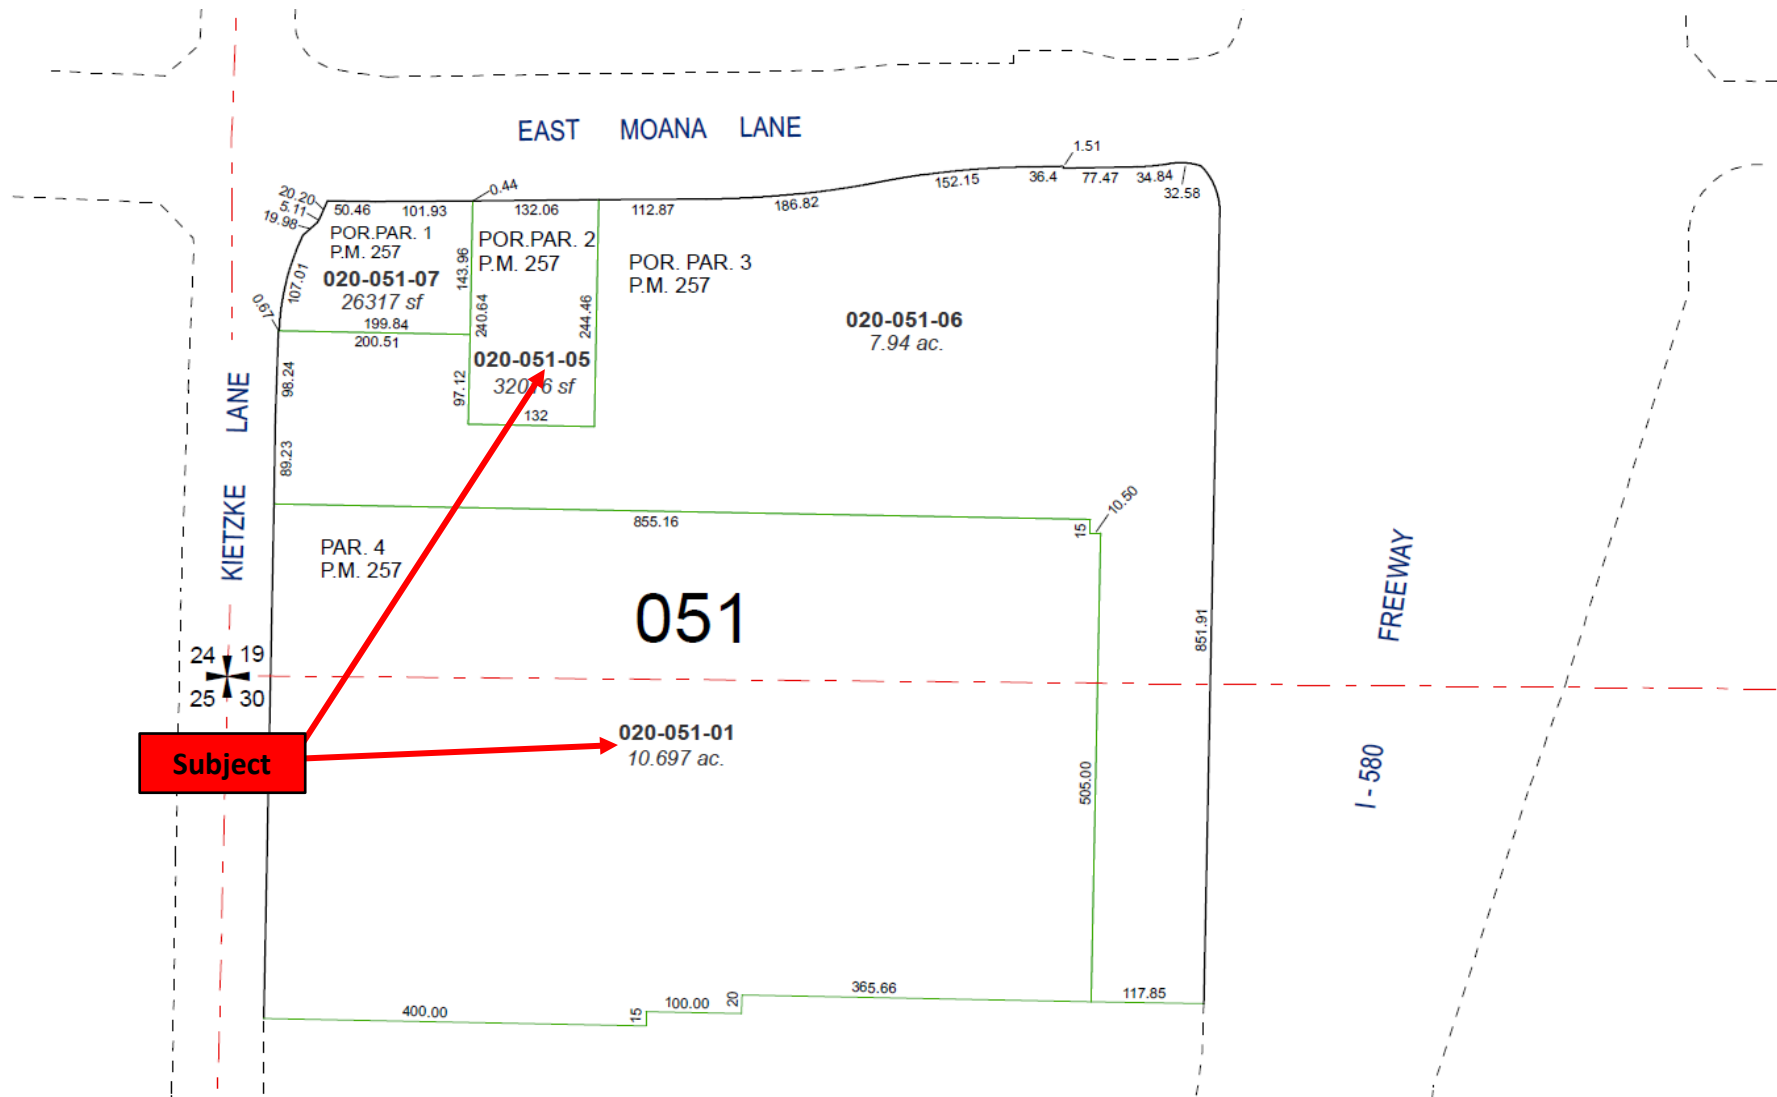 EAST MOANA LANE
1.51
152.15
36.4
77.47
34.84
32.58
20.20
5.11
19.98
50.46
101.93
0.44
132.06
112.87
186.82
POR.PAR. 1
P.M. 257
020-051-07
26317 sf
107.01
0.67
199.84
200.51
143.96
POR.PAR. 2
P.M. 257
240.64
244.46
020-051-05
sf
97.12
132
POR. PAR. 3
P.M. 257
020-051-06
7.94 ac.
98.24
89.23
KIETZKE LANE
855.16
15
10.50
PAR. 4
P.M. 257
051
851.91
FREEWAY
I - 580
24 19
25 30
Subject
020-051-01
10.697 ac.
505.00
400.00
15
100.00
20
365.66
117.85